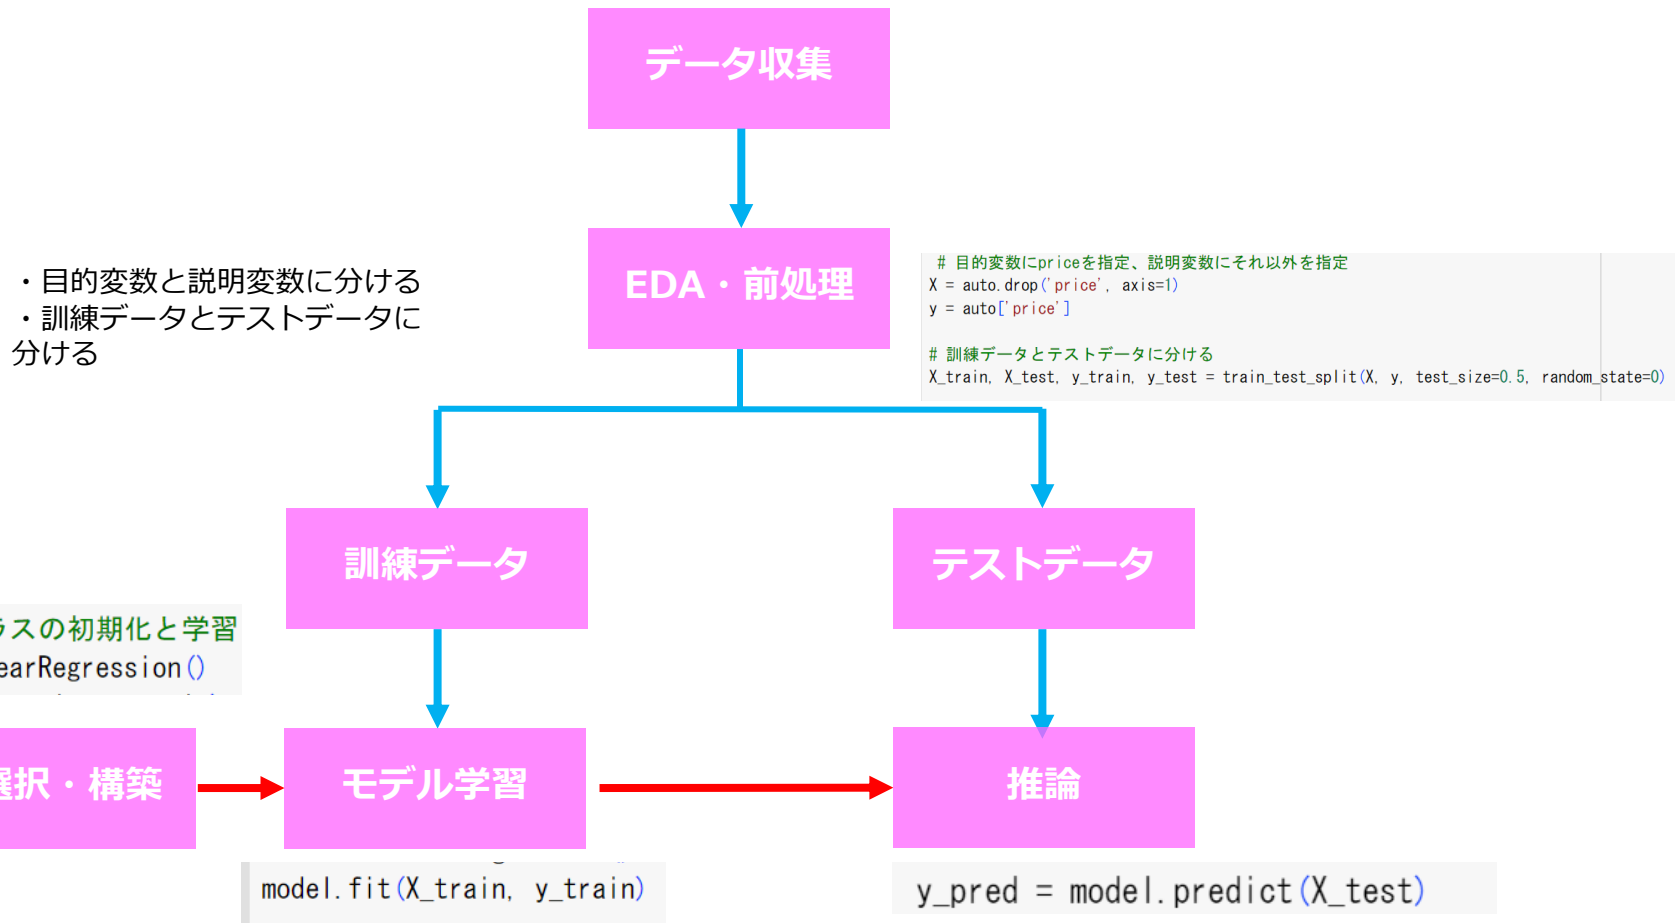 データ収集
EDA・前処理
・目的変数と説明変数に分ける
・訓練データとテストデータに
分ける
# 目的変数にpriceを指定、説明変数にそれ以外を指定
X = auto.drop('price', axis=1)
y = auto['price']
# 訓練データとテストデータに分ける
X_train, X_test, y_train, y_test = train_test_split(X, y, test_size=0.5, random_state=0)
訓練データ
テストデータ
ラスの初期化と学習
earRegression()
選択・構築
モデル学習
推論
model.fit(X_train, y_train)
y_pred = model.predict(X_test)